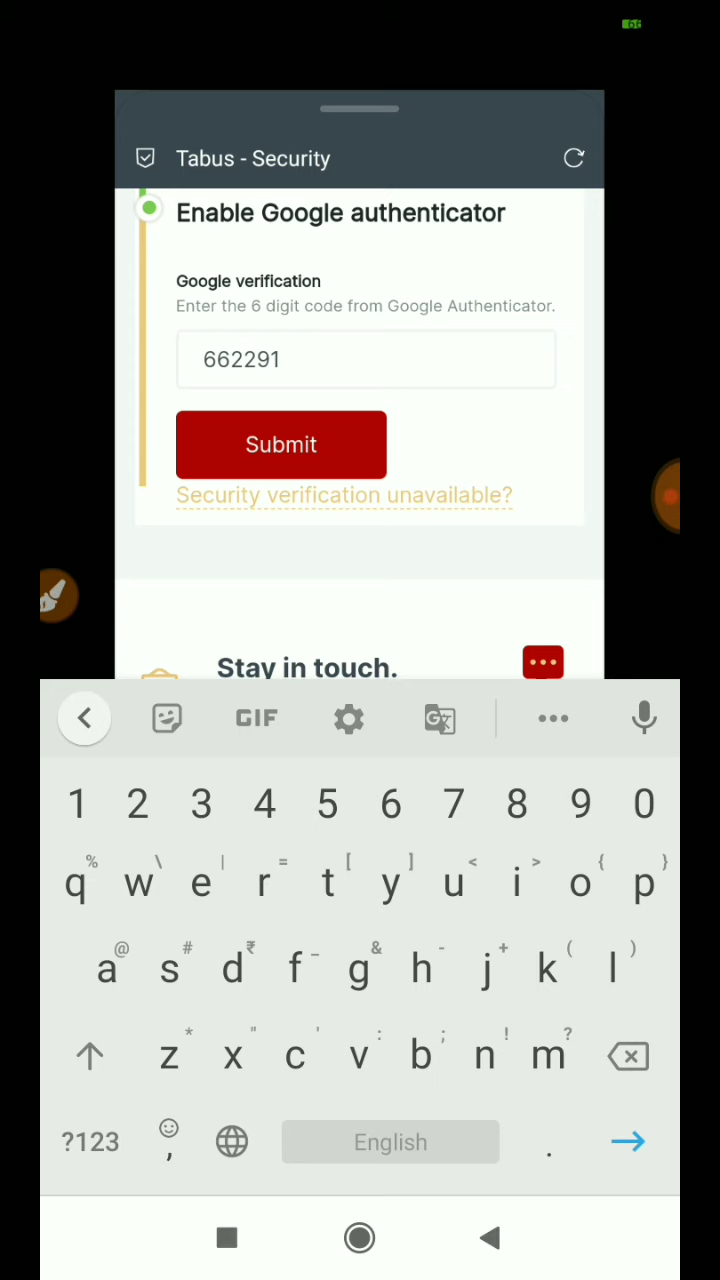 66
Tabus - Security
Enable Google authenticator
Google verification
Enter the 6 digit code from Google Authenticator.
662291
Submit
Security verification unavailable?
Stay in touch.
GIF
1 2 3 4 5 6 7 8 9 0
% \ | = [ ] < > { }
q w e r t y u i o p
@ # ₹ _ & - + ( )
a s d f g h j k l
* " ' : ; ! ?
z x c v b n m
?123 , English .